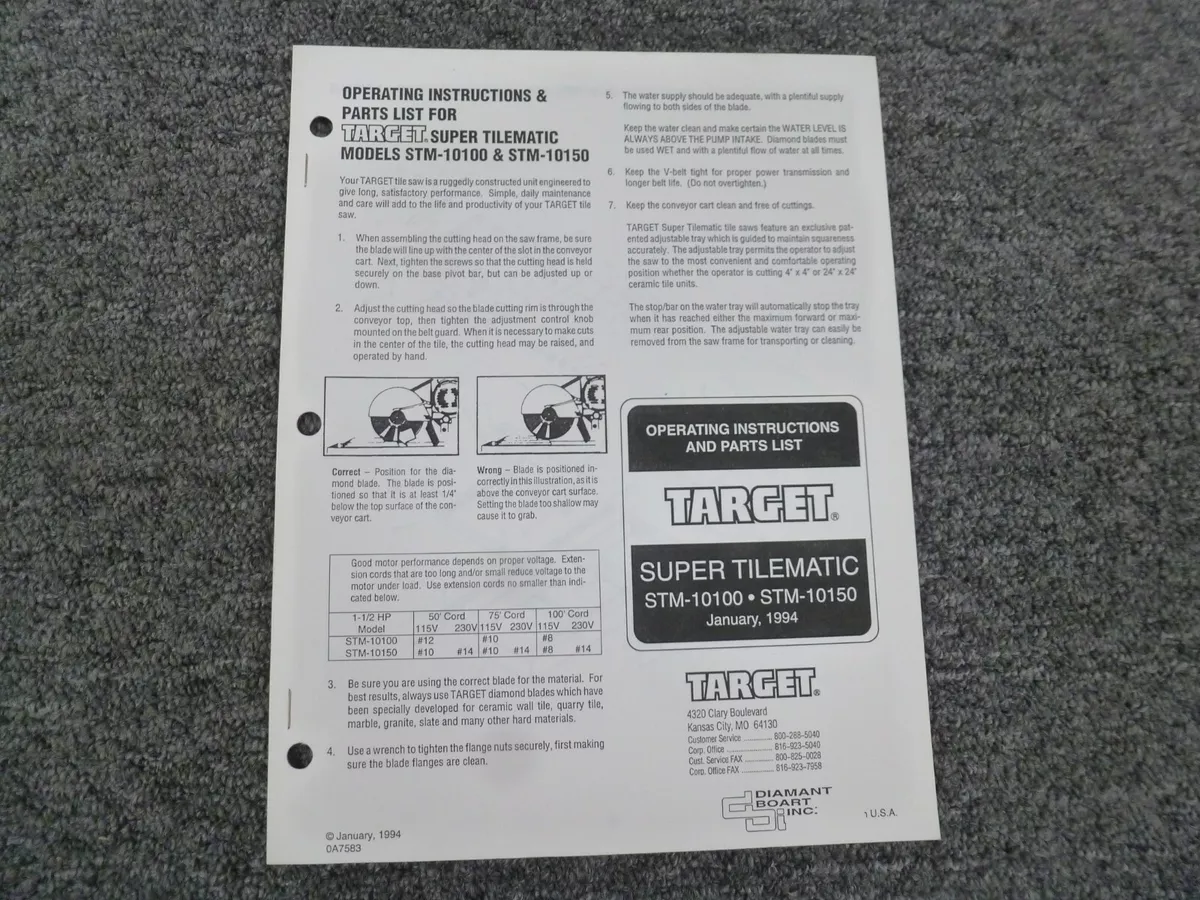 OPERATING INSTRUCTIONS &
PARTS LIST FOR
TARGET® SUPER TILEMATIC
MODELS STM-10100 & STM-10150
Your TARGET tile saw is a ruggedly constructed unit engineered to
give long, satisfactory performance. Simple, daily maintenance
and care will add to the life and productivity of your TARGET tile
saw.
1. When assembling the cutting head on the saw frame, be sure
the blade will line up with the center of the slot in the conveyor
cart. Next, tighten the screws so that the cutting head is held
securely on the base pivot bar, but can be adjusted up or
down.
2. Adjust the cutting head so the blade cutting rim is through the
conveyor top, then tighten the adjustment control knob
mounted on the belt guard. When it is necessary to make cuts
in the center of the tile, the cutting head may be raised, and
operated by hand.
Correct – Position for the dia-
mond blade. The blade is posi-
tioned so that it is at least 1/4"
below the top surface of the con-
veyor cart.
Wrong – Blade is positioned in-
correctly in this illustration, as it is
above the conveyor cart surface.
Setting the blade too shallow may
cause it to grab.
Good motor performance depends on proper voltage. Exten-
sion cords that are too long and/or small reduce voltage to the
motor under load. Use extension cords no smaller than indi-
cated below.
1-1/2 HP 50' Cord 75' Cord 100' Cord
Model 115V 230V 115V 230V 115V 230V
STM-10100 #12 #10 #8
STM-10150 #10 #14 #10 #14 #8 #14
3. Be sure you are using the correct blade for the material. For
best results, always use TARGET diamond blades which have
been specially developed for ceramic wall tile, quarry tile,
marble, granite, slate and many other hard materials.
4. Use a wrench to tighten the flange nuts securely, first making
sure the blade flanges are clean.
© January, 1994
0A7583
5. The water supply should be adequate, with a plentiful supply
flowing to both sides of the blade.
Keep the water clean and make certain the WATER LEVEL IS
ALWAYS ABOVE THE PUMP INTAKE. Diamond blades must
be used WET and with a plentiful flow of water at all times.
6. Keep the V-belt tight for proper power transmission and
longer belt life. (Do not overtighten.)
7. Keep the conveyor cart clean and free of cuttings.
TARGET Super Tilematic tile saws feature an exclusive pat-
ented adjustable tray which is guided to maintain squareness
accurately. The adjustable tray permits the operator to adjust
the saw to the most convenient and comfortable operating
position whether the operator is cutting 4" x 4" or 24" x 24"
ceramic tile units.
The stop/bar on the water tray will automatically stop the tray
when it has reached either the maximum forward or maxi-
mum rear position. The adjustable water tray can easily be
removed from the saw frame for transporting or cleaning.
OPERATING INSTRUCTIONS
AND PARTS LIST
TARGET®
SUPER TILEMATIC
STM-10100 • STM-10150
January, 1994
TARGET®
4320 Clary Boulevard
Kansas City, MO 64130
Customer Service .............. 800-288-5040
Corp. Office ...................... 816-923-5040
Cust. Service FAX ............. 800-825-0028
Corp. Office FAX ............... 816-923-7958
DIAMANT
BOART
INC.
U.S.A.